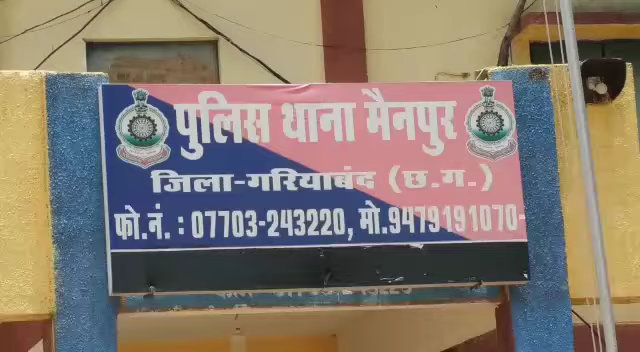 पुलिस थाना मैनपुर
जिला-गरियाबंद (छ.ग.)
फो.नं. : 07703-243220, मो.9479191070-